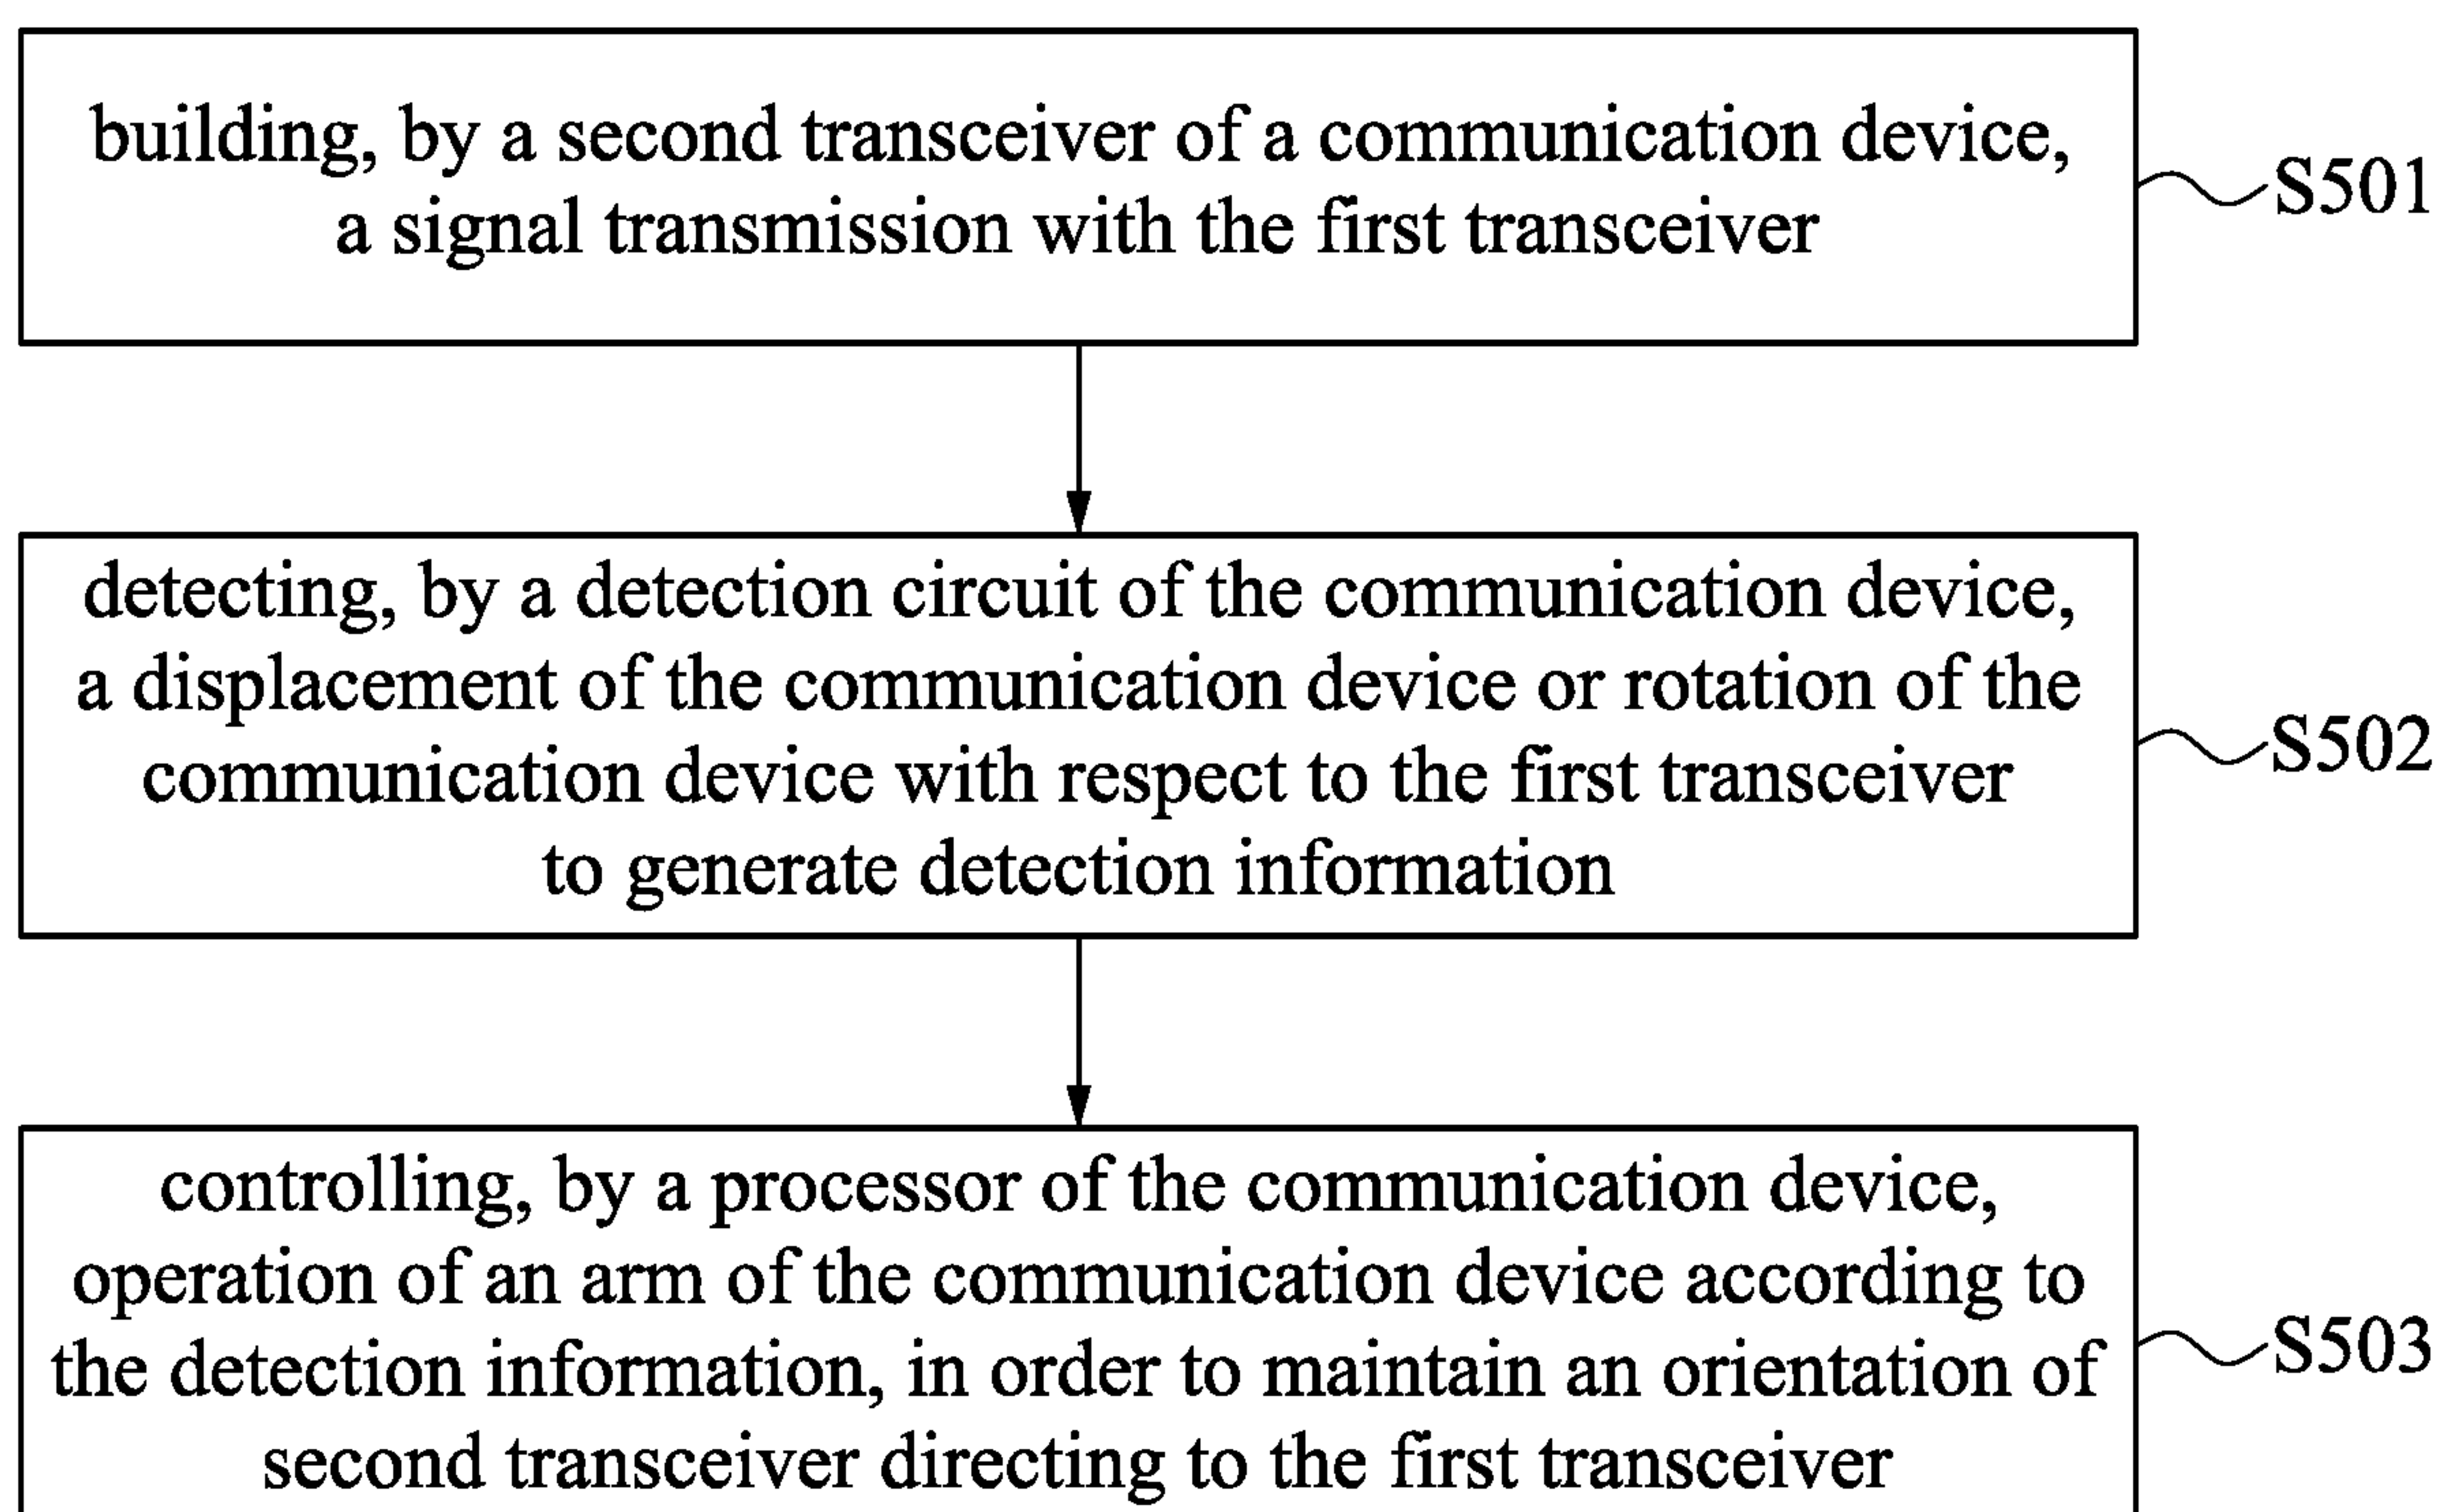 building, by a second transceiver of a communication device,
a signal transmission with the first transceiver
S501
detecting, by a detection circuit of the communication device,
a displacement of the communication device or rotation of the
communication device with respect to the first transceiver
to generate detection information
S502
controlling, by a processor of the communication device,
operation of an arm of the communication device according to
the detection information, in order to maintain an orientation of
second transceiver directing to the first transceiver
S503